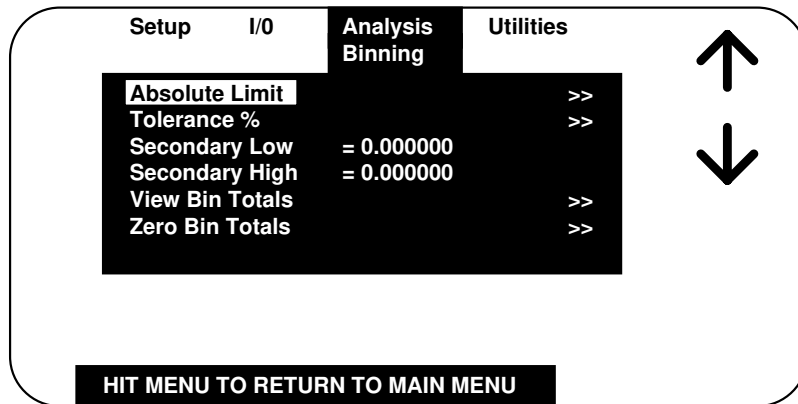 Setup I/0 Analysis Utilities
Binning
Absolute Limit >>
Tolerance % >>
Secondary Low = 0.000000
Secondary High = 0.000000
View Bin Totals >>
Zero Bin Totals >>
HIT MENU TO RETURN TO MAIN MENU